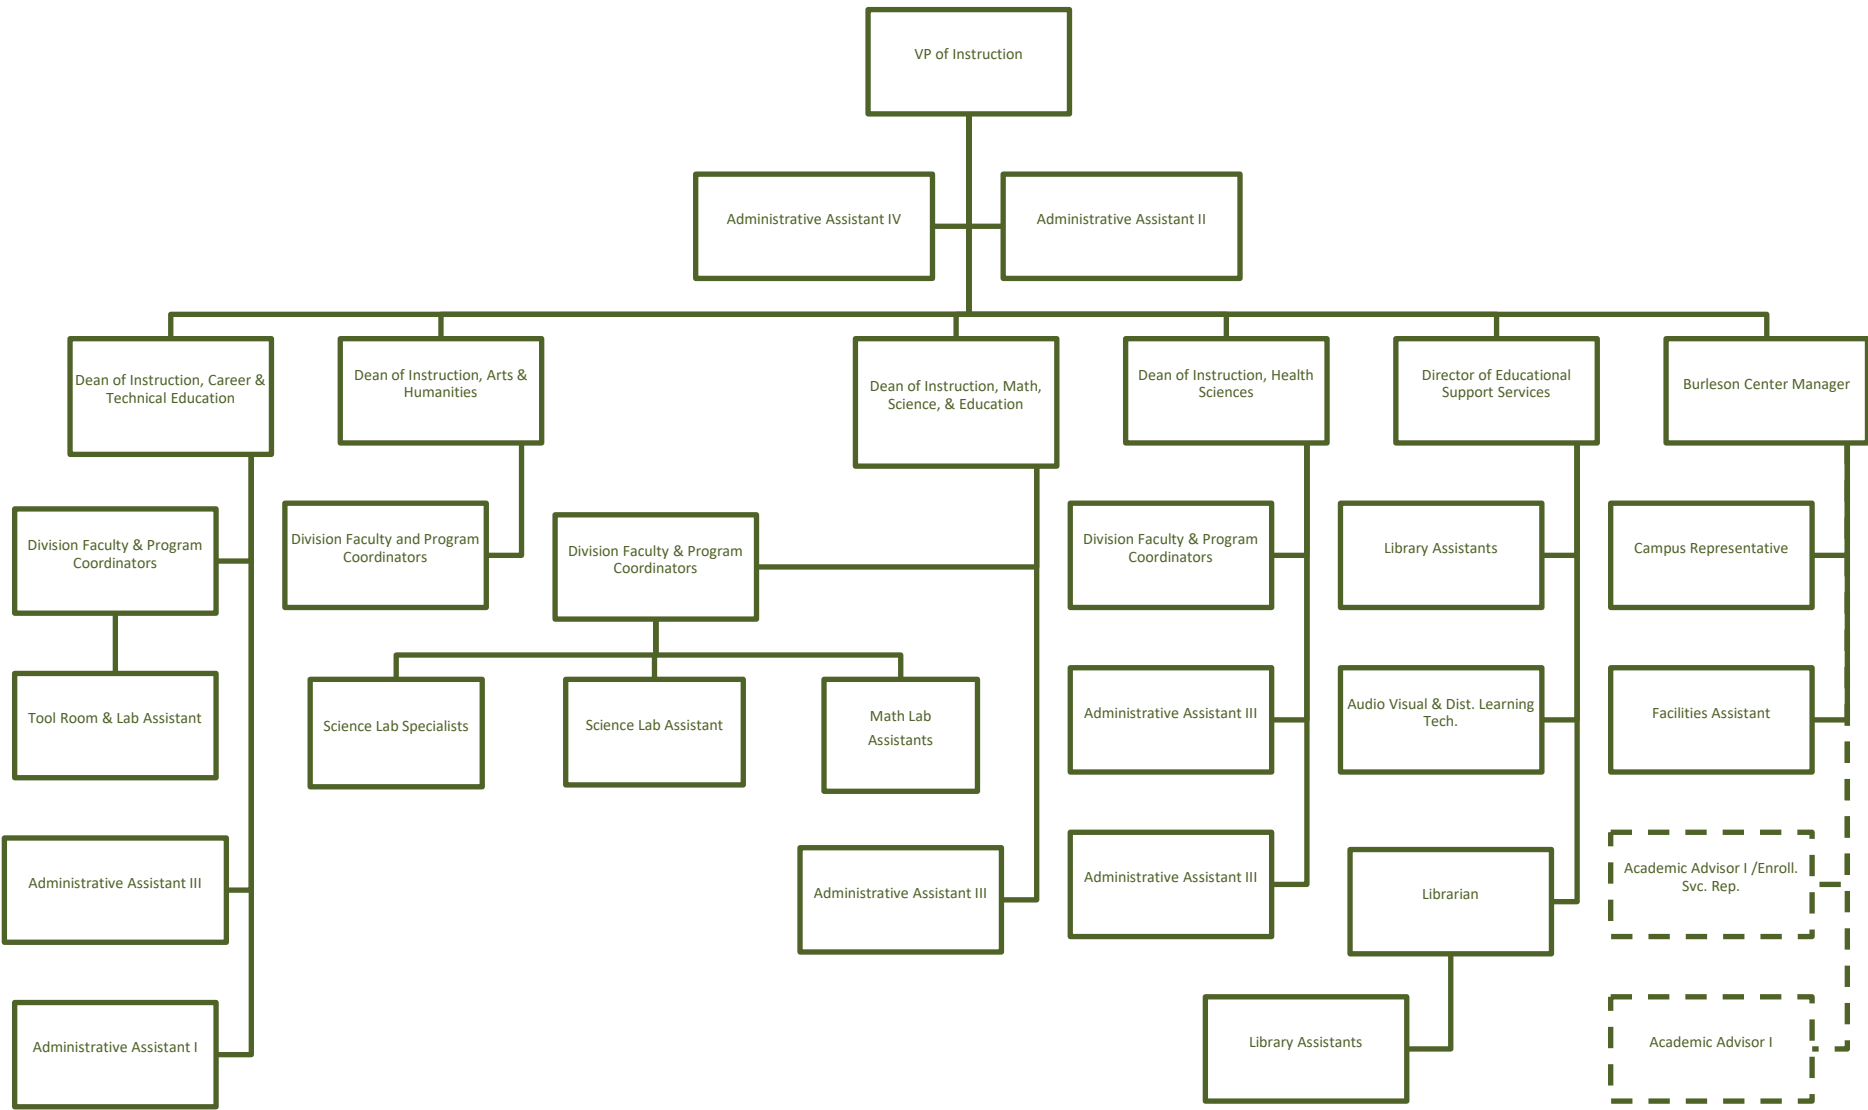 VP of Instruction
Administrative Assistant IV
Administrative Assistant II
Dean of Instruction, Career &
Technical Education
Dean of Instruction, Arts &
Humanities
Dean of Instruction, Math,
Science, & Education
Dean of Instruction, Health
Sciences
Director of Educational
Support Services
Burleson Center Manager
Division Faculty & Program
Coordinators
Division Faculty and Program
Coordinators
Division Faculty & Program
Coordinators
Division Faculty & Program
Coordinators
Library Assistants
Campus Representative
Tool Room & Lab Assistant
Science Lab Specialists
Science Lab Assistant
Math Lab
Assistants
Administrative Assistant III
Audio Visual & Dist. Learning
Tech.
Facilities Assistant
Administrative Assistant III
Administrative Assistant III
Administrative Assistant III
Librarian
Academic Advisor I /Enroll.
Svc. Rep.
Administrative Assistant I
Library Assistants
Academic Advisor I